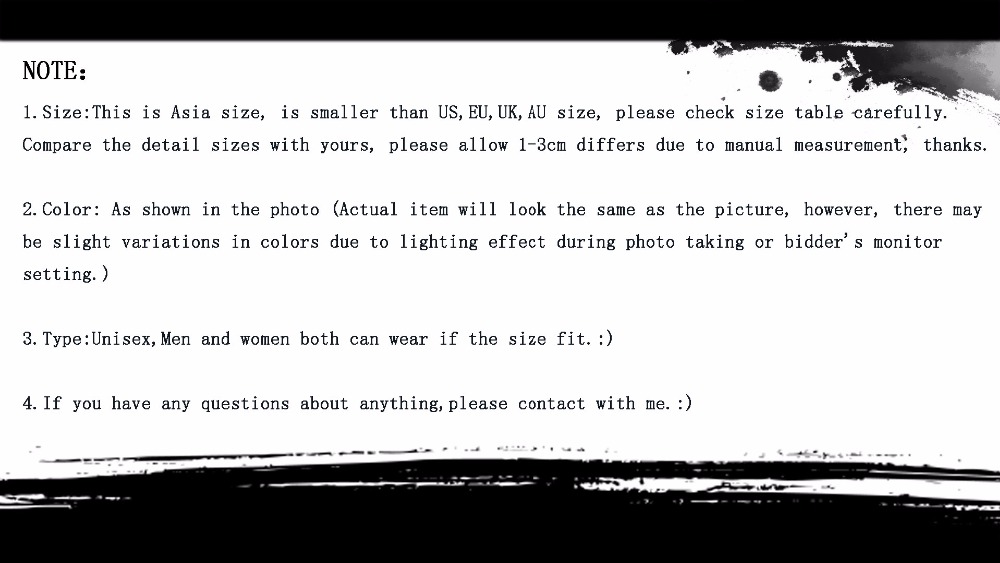 NOTE:
1.Size:This is Asia size, is smaller than US,EU,UK,AU size, please check size table carefully.
Compare the detail sizes with yours, please allow 1-3cm differs due to manual measurement, thanks.
2.Color: As shown in the photo (Actual item will look the same as the picture, however, there may
be slight variations in colors due to lighting effect during photo taking or bidder's monitor
setting.)
3.Type:Unisex,Men and women both can wear if the size fit.:)
4.If you have any questions about anything,please contact with me.:)